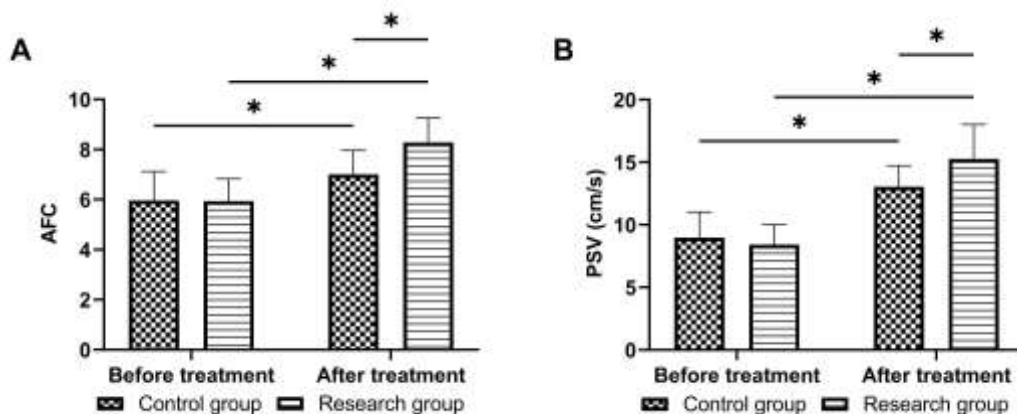 A
AFC
10
8
6
4
2
0
*
*
*
Before treatment After treatment
Control group Research group
B
PSV (cm/s)
20
15
10
5
0
*
*
*
Before treatment After treatment
Control group Research group